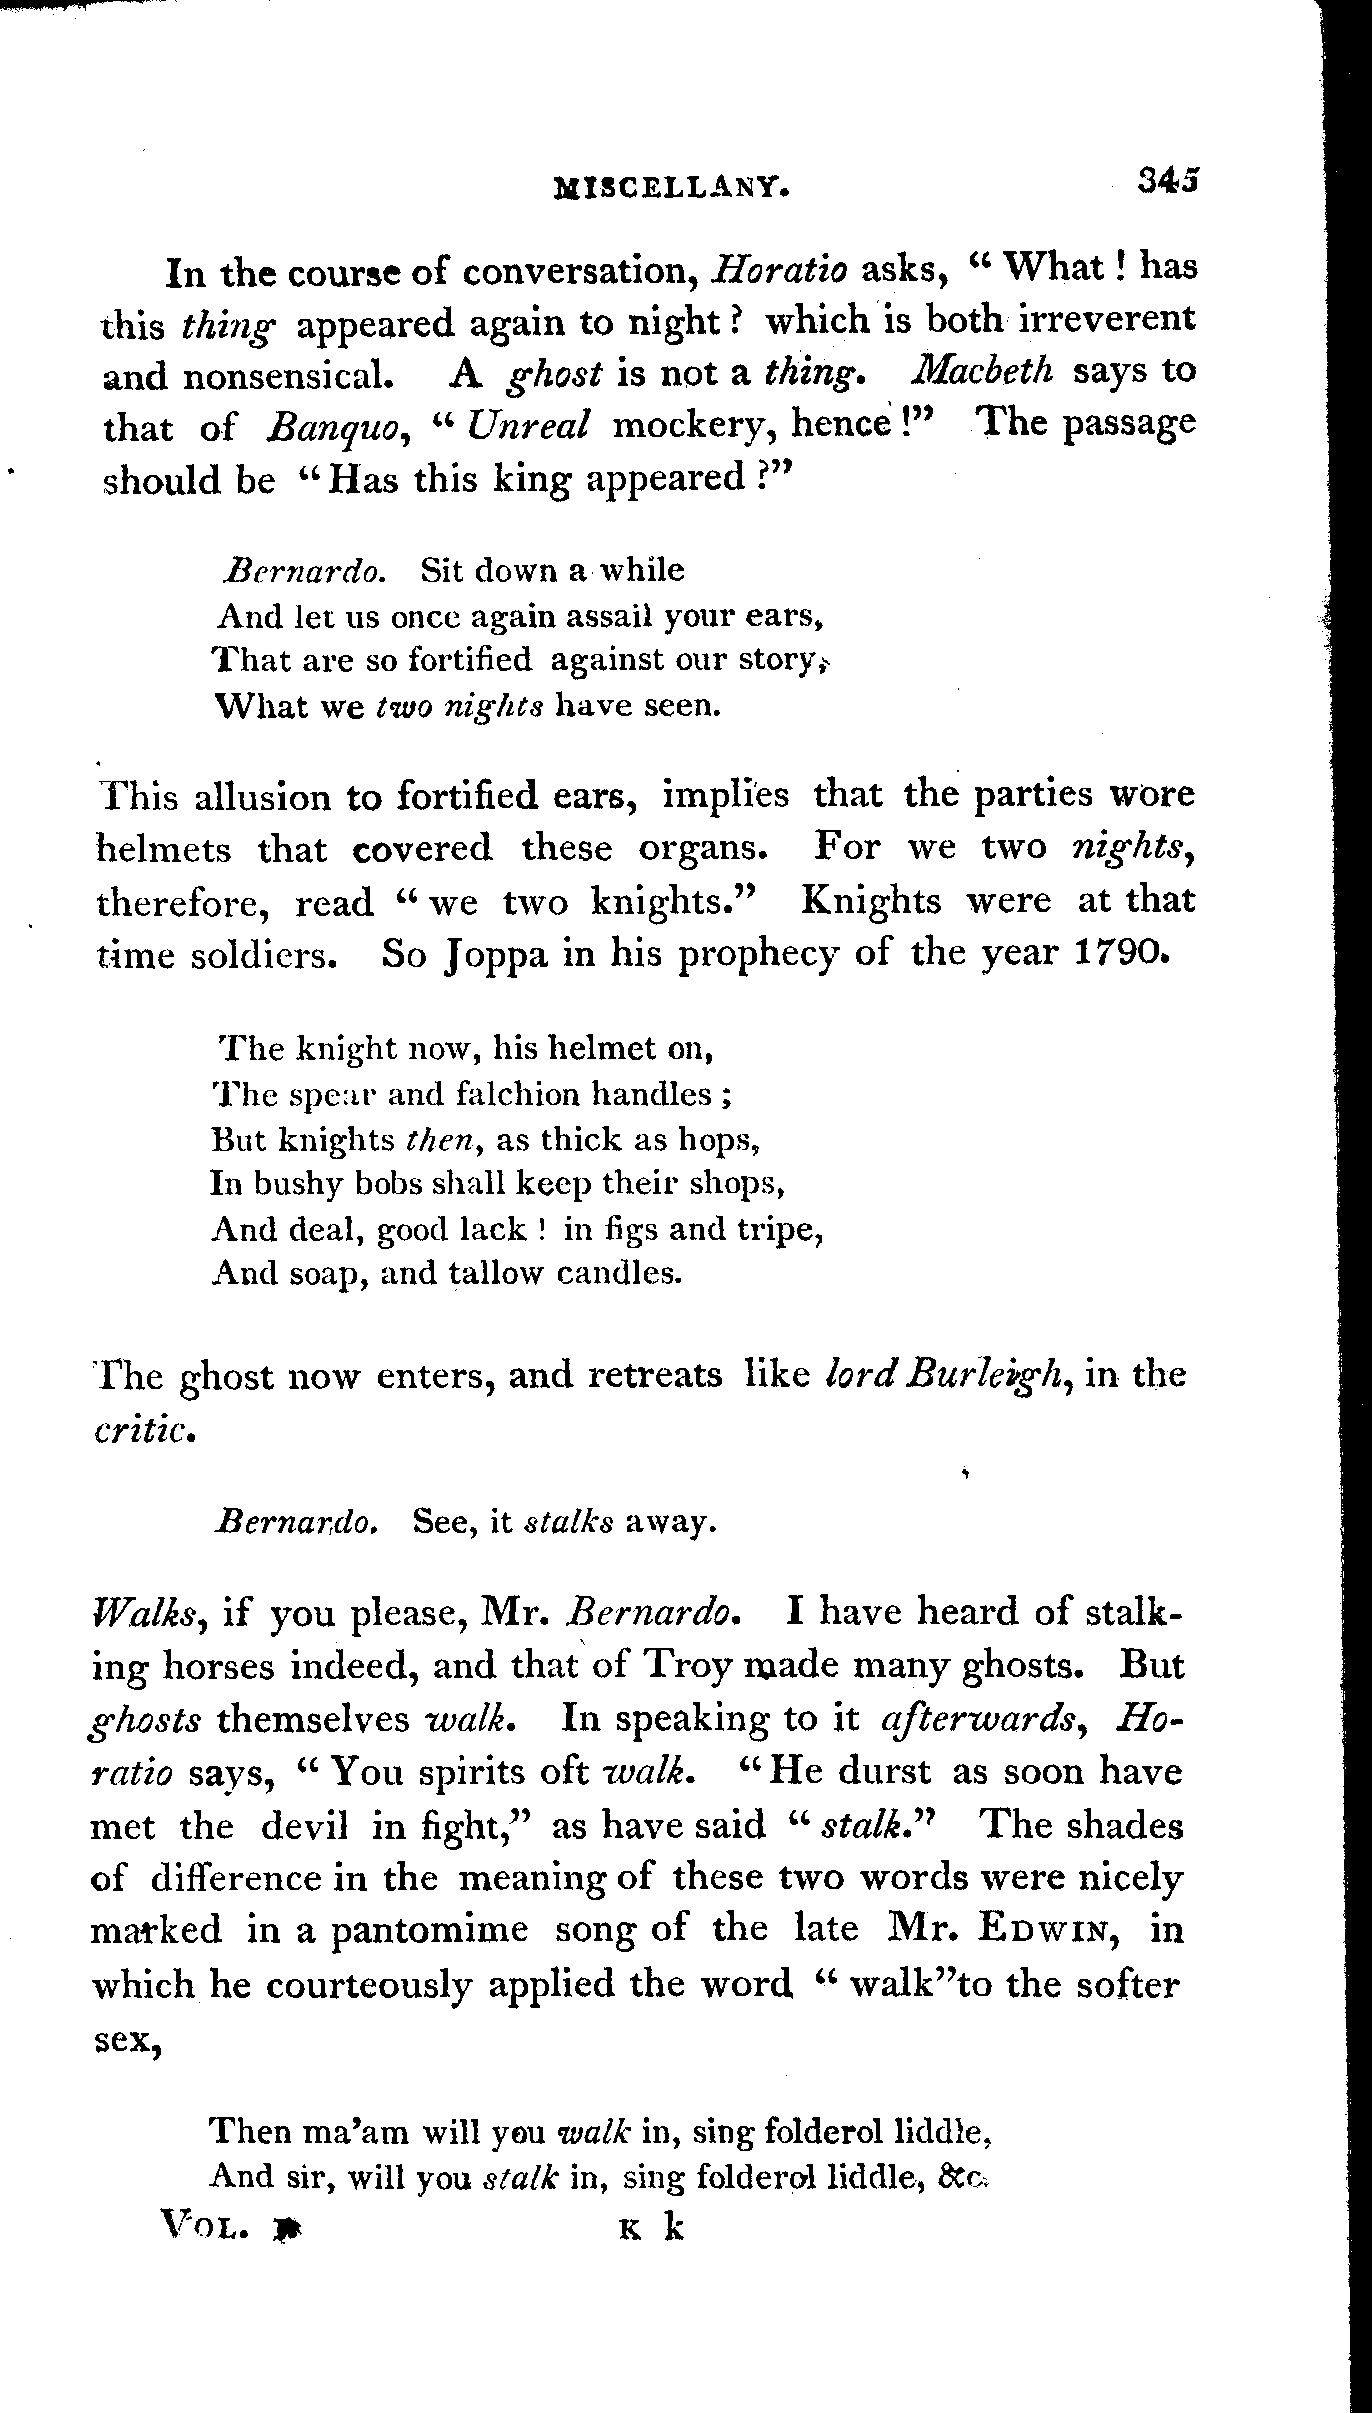 MISCELLANY. 345
In the course of conversation, Horatio asks, “ What ! has
this thing appeared again to night ? which is both irreverent
and nonsensical. A ghost is not a thing. Macbeth says to
that of Banquo, “ Unreal mockery, hence !” The passage
should be “ Has this king appeared ?”
Bernardo. Sit down a while
And let us once again assail your ears,
That are so fortified against our story,
What we two nights have seen.
This allusion to fortified ears, implies that the parties wore
helmets that covered these organs. For we two nights,
therefore, read “ we two knights.” Knights were at that
time soldiers. So Joppa in his prophecy of the year 1790.
The knight now, his helmet on,
The spear and falchion handles ;
But knights then, as thick as hops,
In bushy bobs shall keep their shops,
And deal, good lack ! in figs and tripe,
And soap, and tallow candles.
The ghost now enters, and retreats like lord Burleigh, in the
critic.
Bernardo. See, it stalks away.
Walks, if you please, Mr. Bernardo. I have heard of stalk-
ing horses indeed, and that of Troy made many ghosts. But
ghosts themselves walk. In speaking to it afterwards, Ho-
ratio says, “ You spirits oft walk. “ He durst as soon have
met the devil in fight,” as have said “ stalk.” The shades
of difference in the meaning of these two words were nicely
marked in a pantomime song of the late Mr. EDWIN, in
which he courteously applied the word “ walk”to the softer
sex,
Then ma’am will you walk in, sing folderol liddle,
And sir, will you stalk in, sing folderol liddle, &c.
VOL. K k